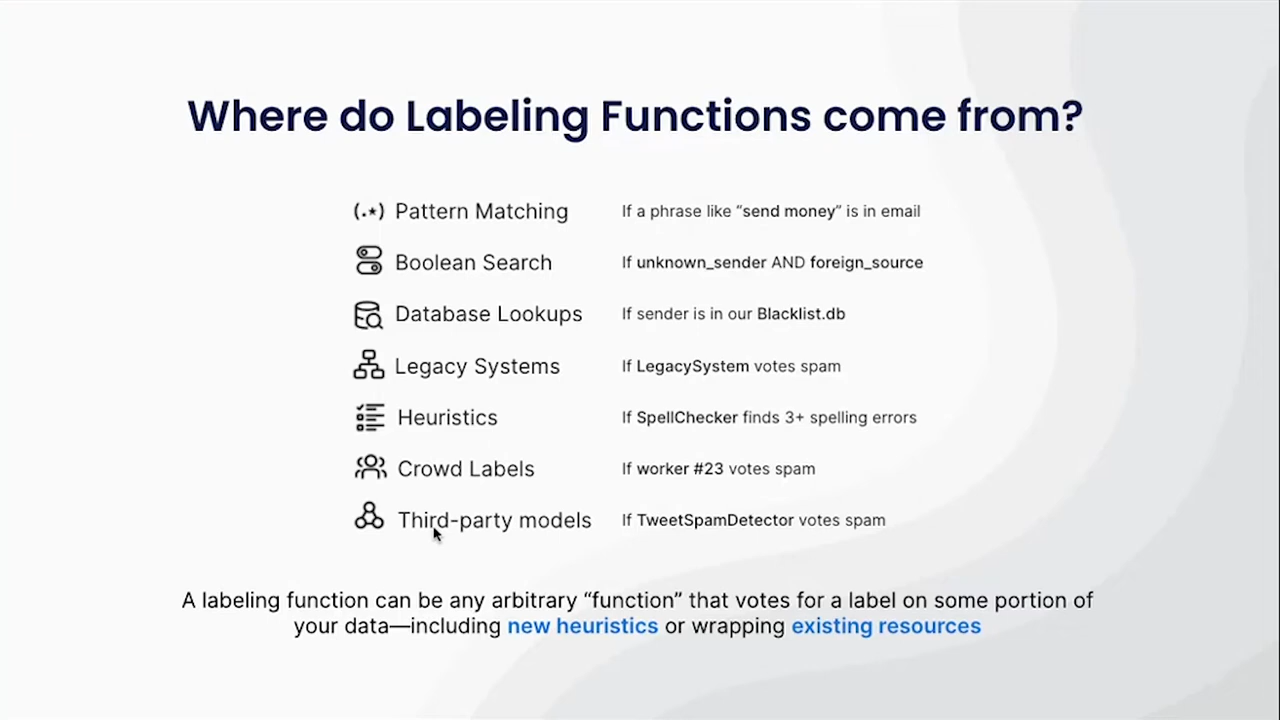 Where do Labeling Functions come from?
(.*) Pattern Matching If a phrase like “send money” is in email
Boolean Search If unknown_sender AND foreign_source
Database Lookups If sender is in our Blacklist.db
Legacy Systems If LegacySystem votes spam
Heuristics If SpellChecker finds 3+ spelling errors
Crowd Labels If worker #23 votes spam
Third-party models If TweetSpamDetector votes spam
A labeling function can be any arbitrary “function” that votes for a label on some portion of
your data—including new heuristics or wrapping existing resources